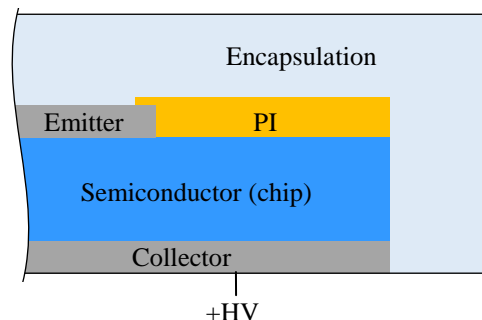 Encapsulation
Emitter
PI
Semiconductor (chip)
Collector
+HV